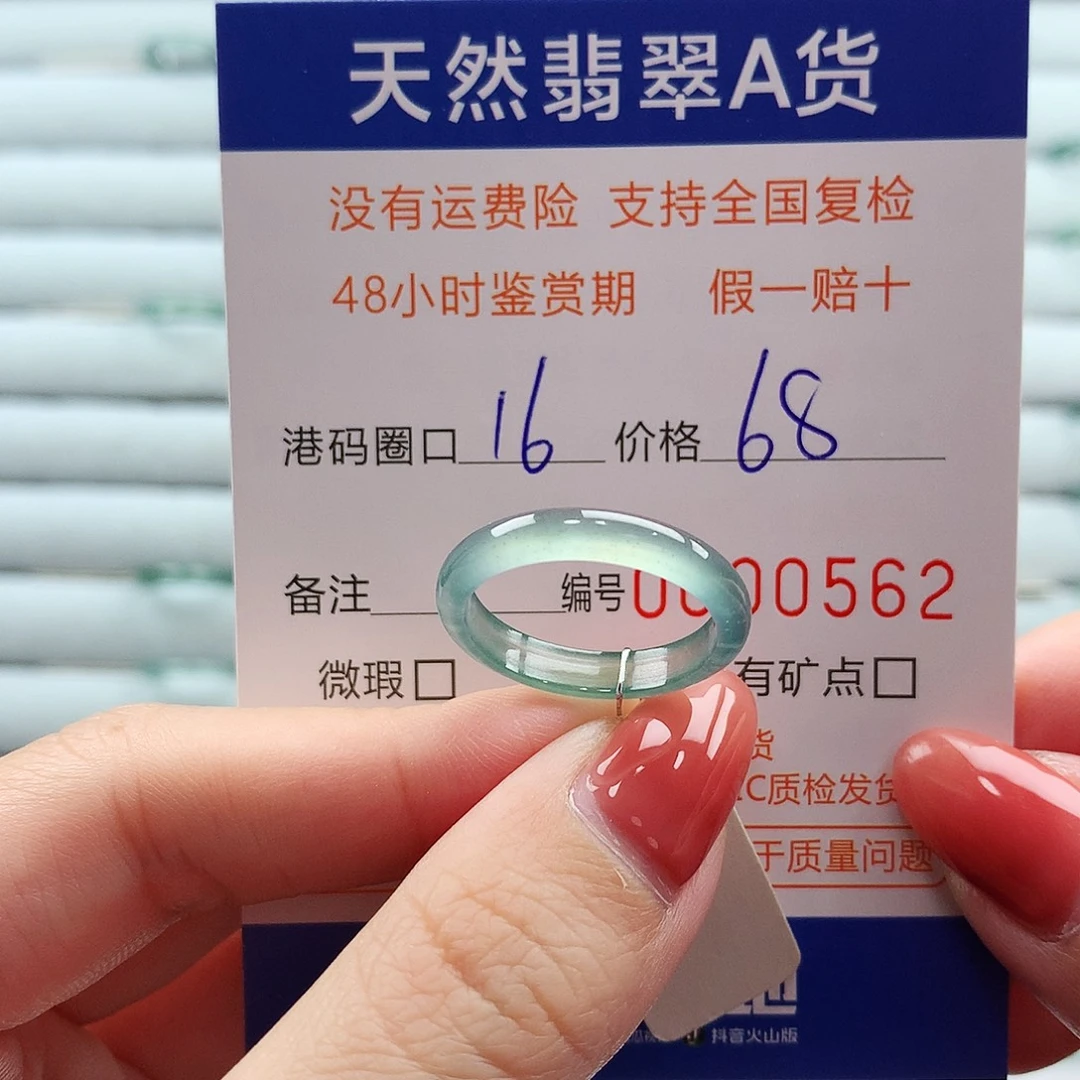 天然翡翠A货
没有运费险 支持全国复检
48小时鉴赏期 假一赔十
港码圈口 16 价格 68
备注 编号 00562
微瑕□ 有矿点□
货
C质检发货
于质量问题
抖音火山版